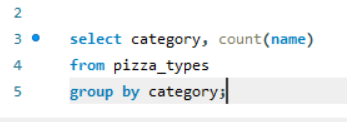 2
3 select category, count(name)
4 from pizza_types
5 group by category;